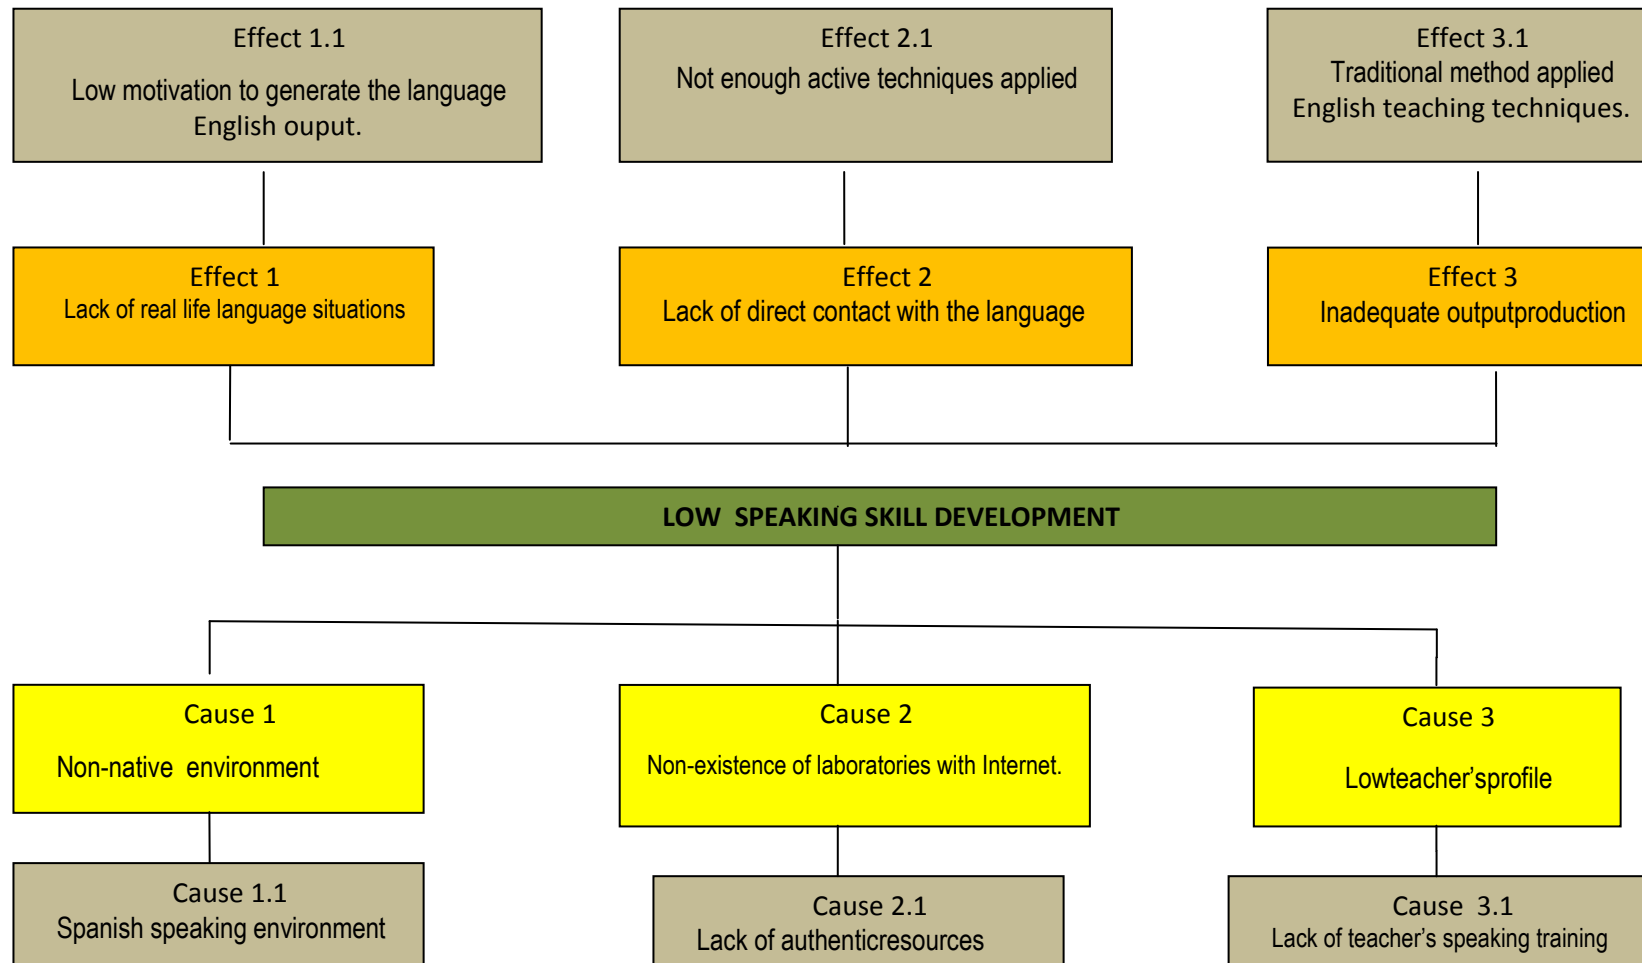 Effect 1.1
Low motivation to generate the language
English ouput.
Effect 2.1
Not enough active techniques applied
Effect 3.1
Traditional method applied
English teaching techniques.
Effect 1
Lack of real life language situations
Effect 2
Lack of direct contact with the language
Effect 3
Inadequate outputproduction
LOW SPEAKING SKILL DEVELOPMENT
Cause 1
Non-native environment
Cause 2
Non-existence of laboratories with Internet.
Cause 3
Lowteacher'sprofile
Cause 1.1
Spanish speaking environment
Cause 2.1
Lack of authenticresources
Cause 3.1
Lack of teacher's speaking training